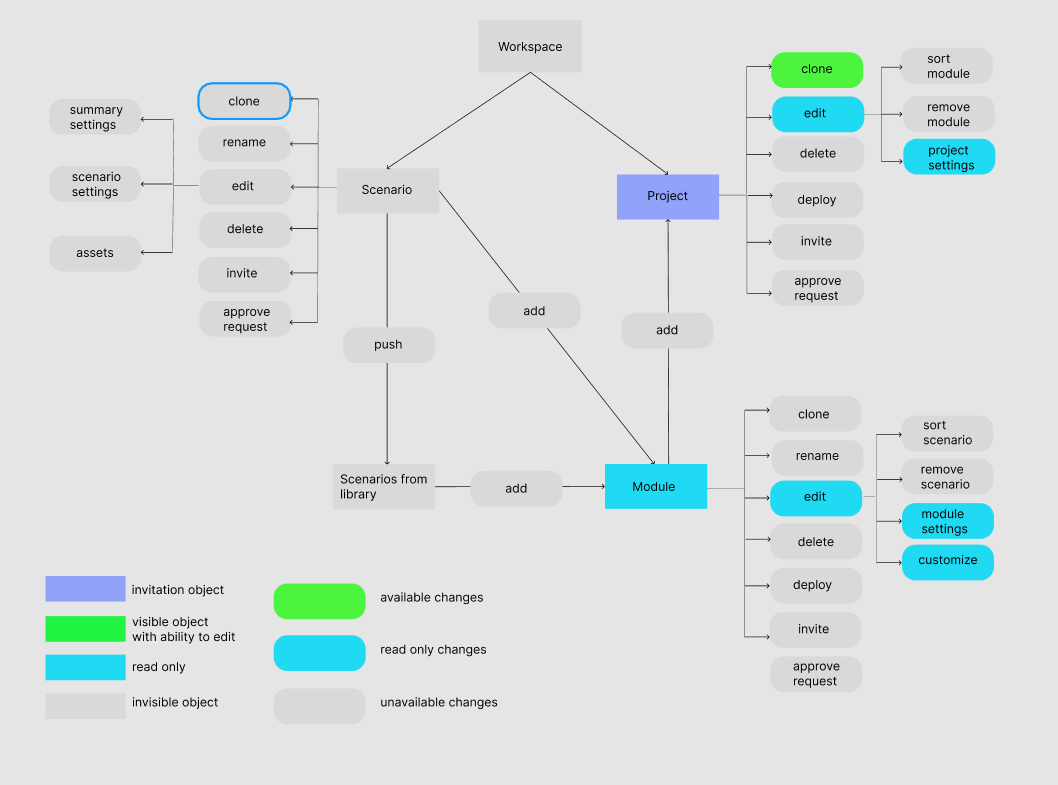 Workspace
clone
rename
edit
delete
invite
approve
request
summary
settings
scenario
settings
assets
Scenario
Project
clone
edit
delete
deploy
invite
approve
request
sort
module
remove
module
project
settings
add
add
push
Scenarios from
library
add
Module
clone
rename
edit
delete
deploy
invite
approve
request
sort
scenario
remove
scenario
module
settings
customize
invitation object
visible object
with ability to edit
read only
invisible object
available changes
read only changes
unavailable changes